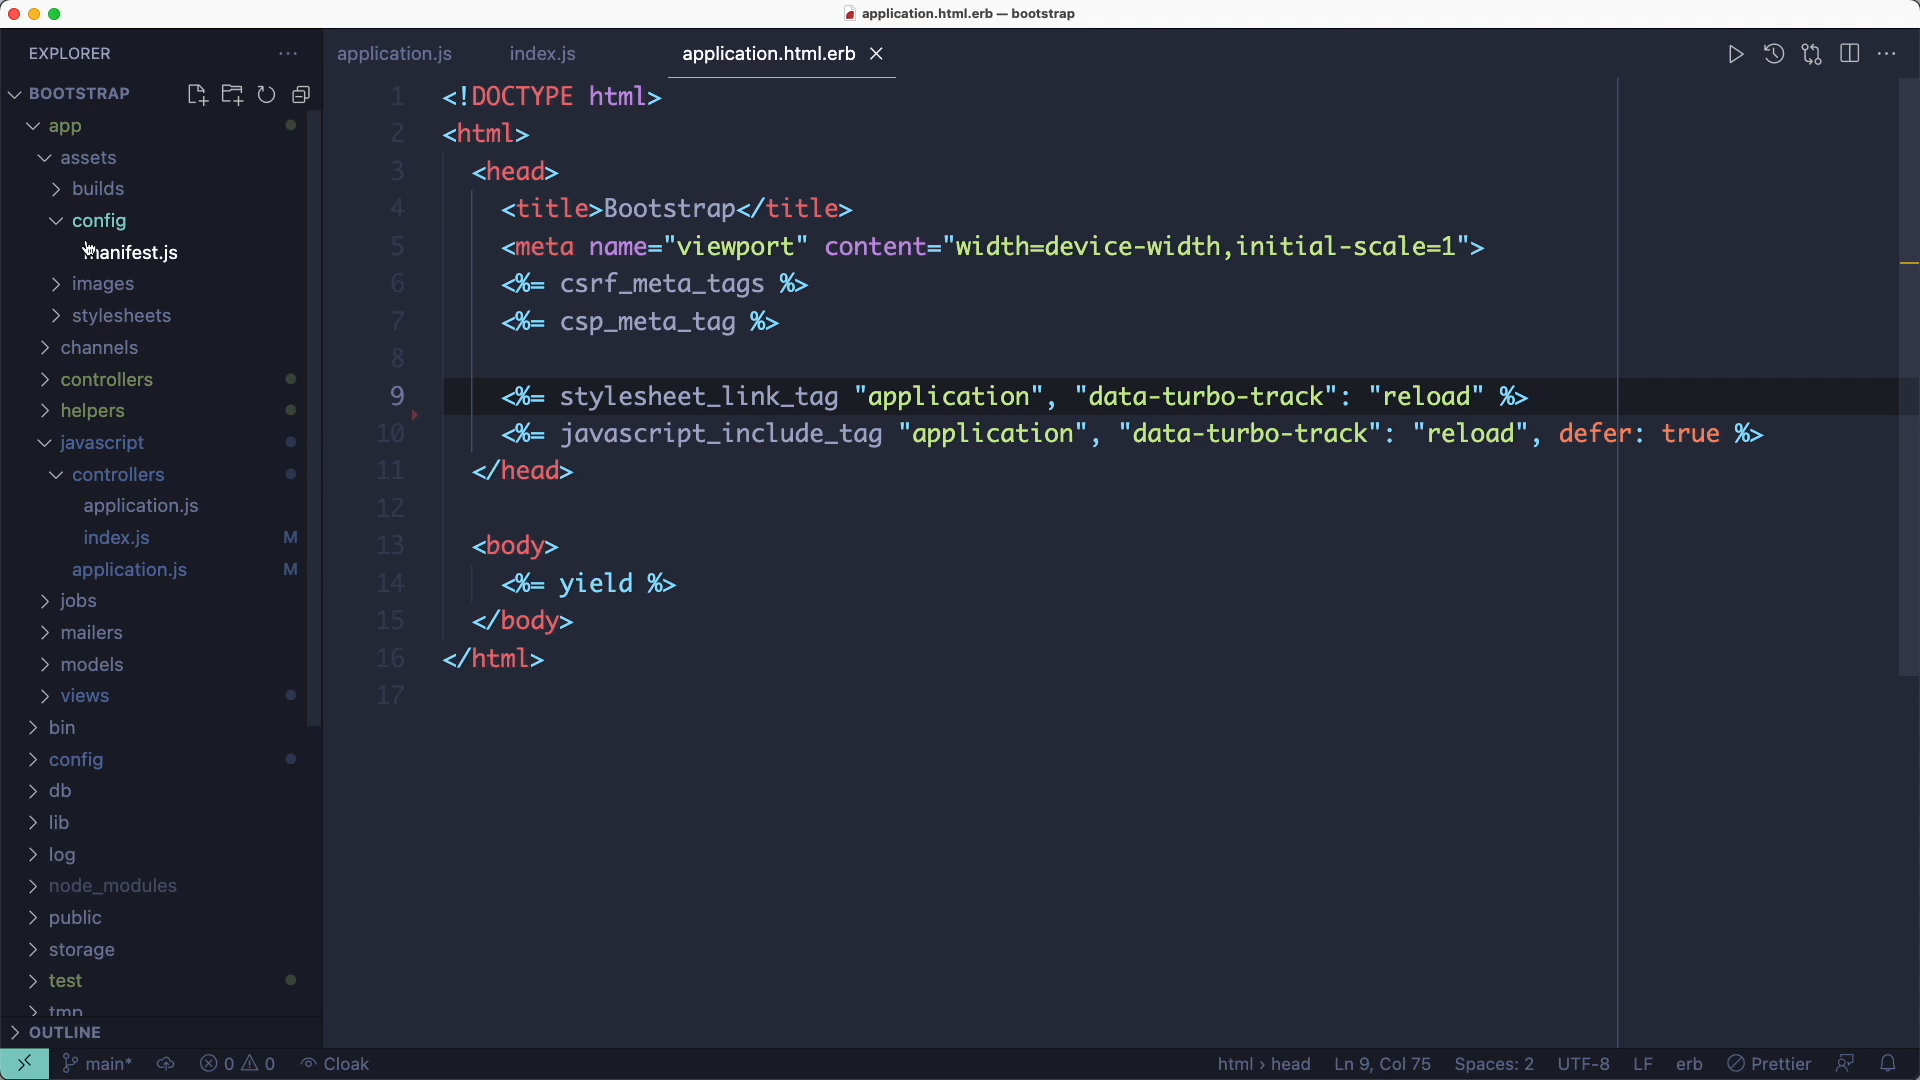 application.html.erb — bootstrap
EXPLORER
BOOTSTRAP
app
assets
builds
config
manifest.js
images
stylesheets
channels
controllers
helpers
javascript
controllers
application.js
index.js M
application.js M
jobs
mailers
models
views
bin
config
db
lib
log
node_modules
public
storage
test
tmp
OUTLINE
application.js index.js application.html.erb
1 <!DOCTYPE html>
2 <html>
3 <head>
4 <title>Bootstrap</title>
5 <meta name="viewport" content="width=device-width,initial-scale=1">
6 <%= csrf_meta_tags %>
7 <%= csp_meta_tag %>
8
9 <%= stylesheet_link_tag "application", "data-turbo-track": "reload" %>
10 <%= javascript_include_tag "application", "data-turbo-track": "reload", defer: true %>
11 </head>
12
13 <body>
14 <%= yield %>
15 </body>
16 </html>
17
main* 0 0 Cloak html › head Ln 9, Col 75 Spaces: 2 UTF-8 LF erb Prettier